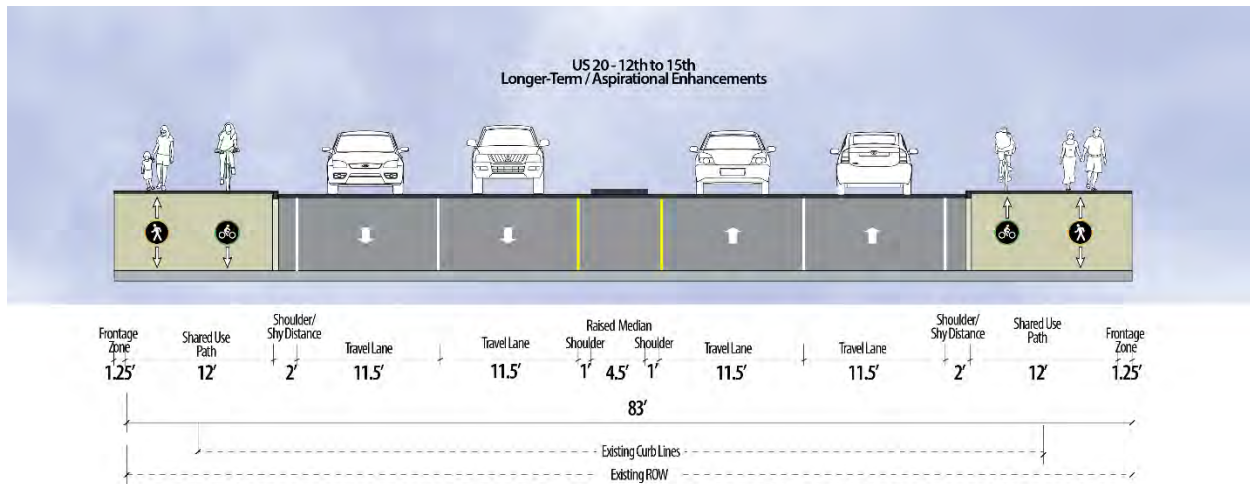 US 20 - 12th to 15th
Longer-Term / Aspirational Enhancements
Frontage
Zone
1.25’
Shared Use
Path
12’
Shoulder/
Shy Distance
2’
Travel Lane
11.5’
Travel Lane
11.5’
Raised Median
Shoulder
1’
4.5’
Shoulder
1’
Travel Lane
11.5’
Travel Lane
11.5’
Shoulder/
Shy Distance
2’
Shared Use
Path
12’
Frontage
Zone
1.25’
83’
Existing Curb Lines
Existing ROW